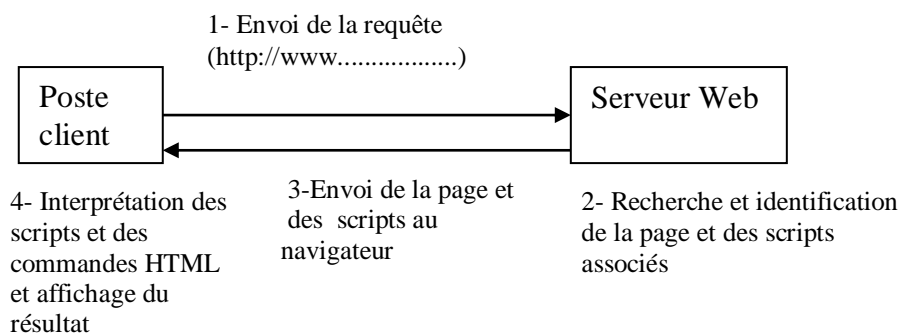 1- Envoi de la requête
(http://www..................)
Poste
client
Serveur Web
3-Envoi de la page et
des scripts au
navigateur
4- Interprétation des
scripts et des
commandes HTML
et affichage du
résultat
2- Recherche et identification
de la page et des scripts
associés